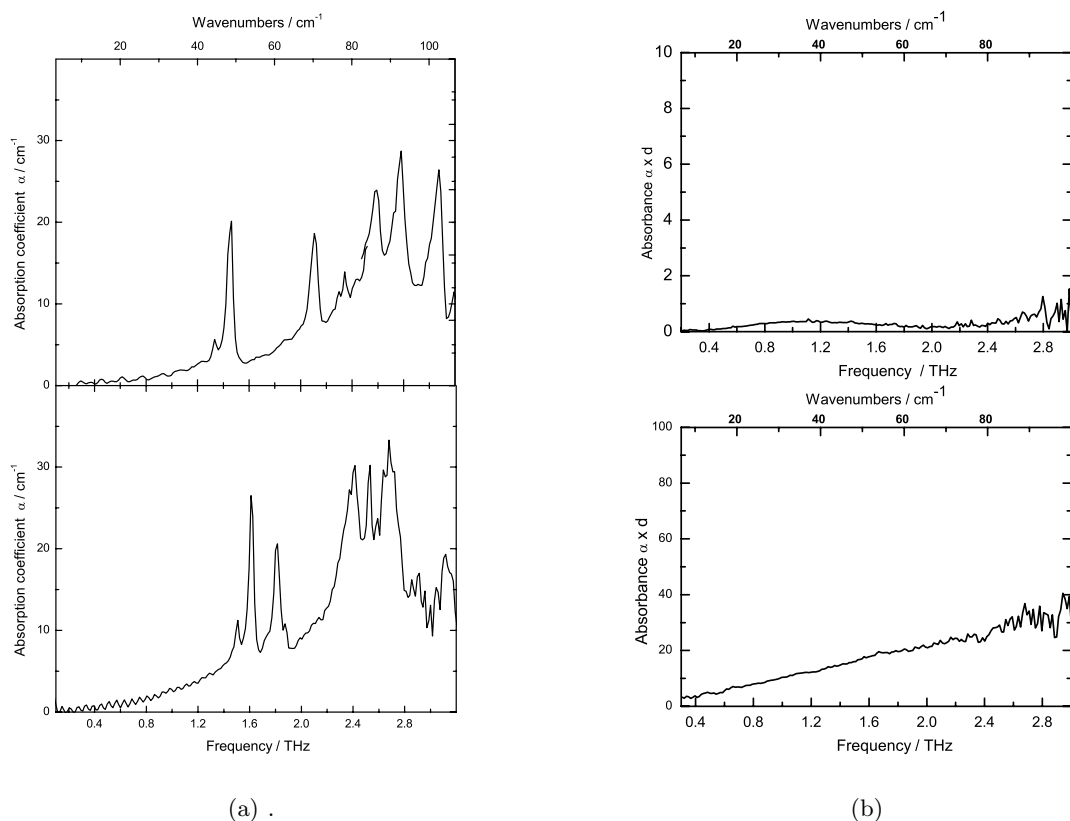 Wavenumbers / cm-1
20 40 60 80 100
Absorption coefficient α / cm-1
30
20
10
0
Absorption coefficient α / cm-1
30
20
10
0
0.4 0.8 1.2 1.6 2.0 2.4 2.8
Frequency / THz
(a) .
Wavenumbers / cm-1
20 40 60 80
Absorbance α x d
10
8
6
4
2
0
0.4 0.8 1.2 1.6 2.0 2.4 2.8
Frequency / THz
Wavenumbers / cm-1
20 40 60 80
Absorbance α x d
100
80
60
40
20
0
0.4 0.8 1.2 1.6 2.0 2.4 2.8
Frequency / THz
(b)